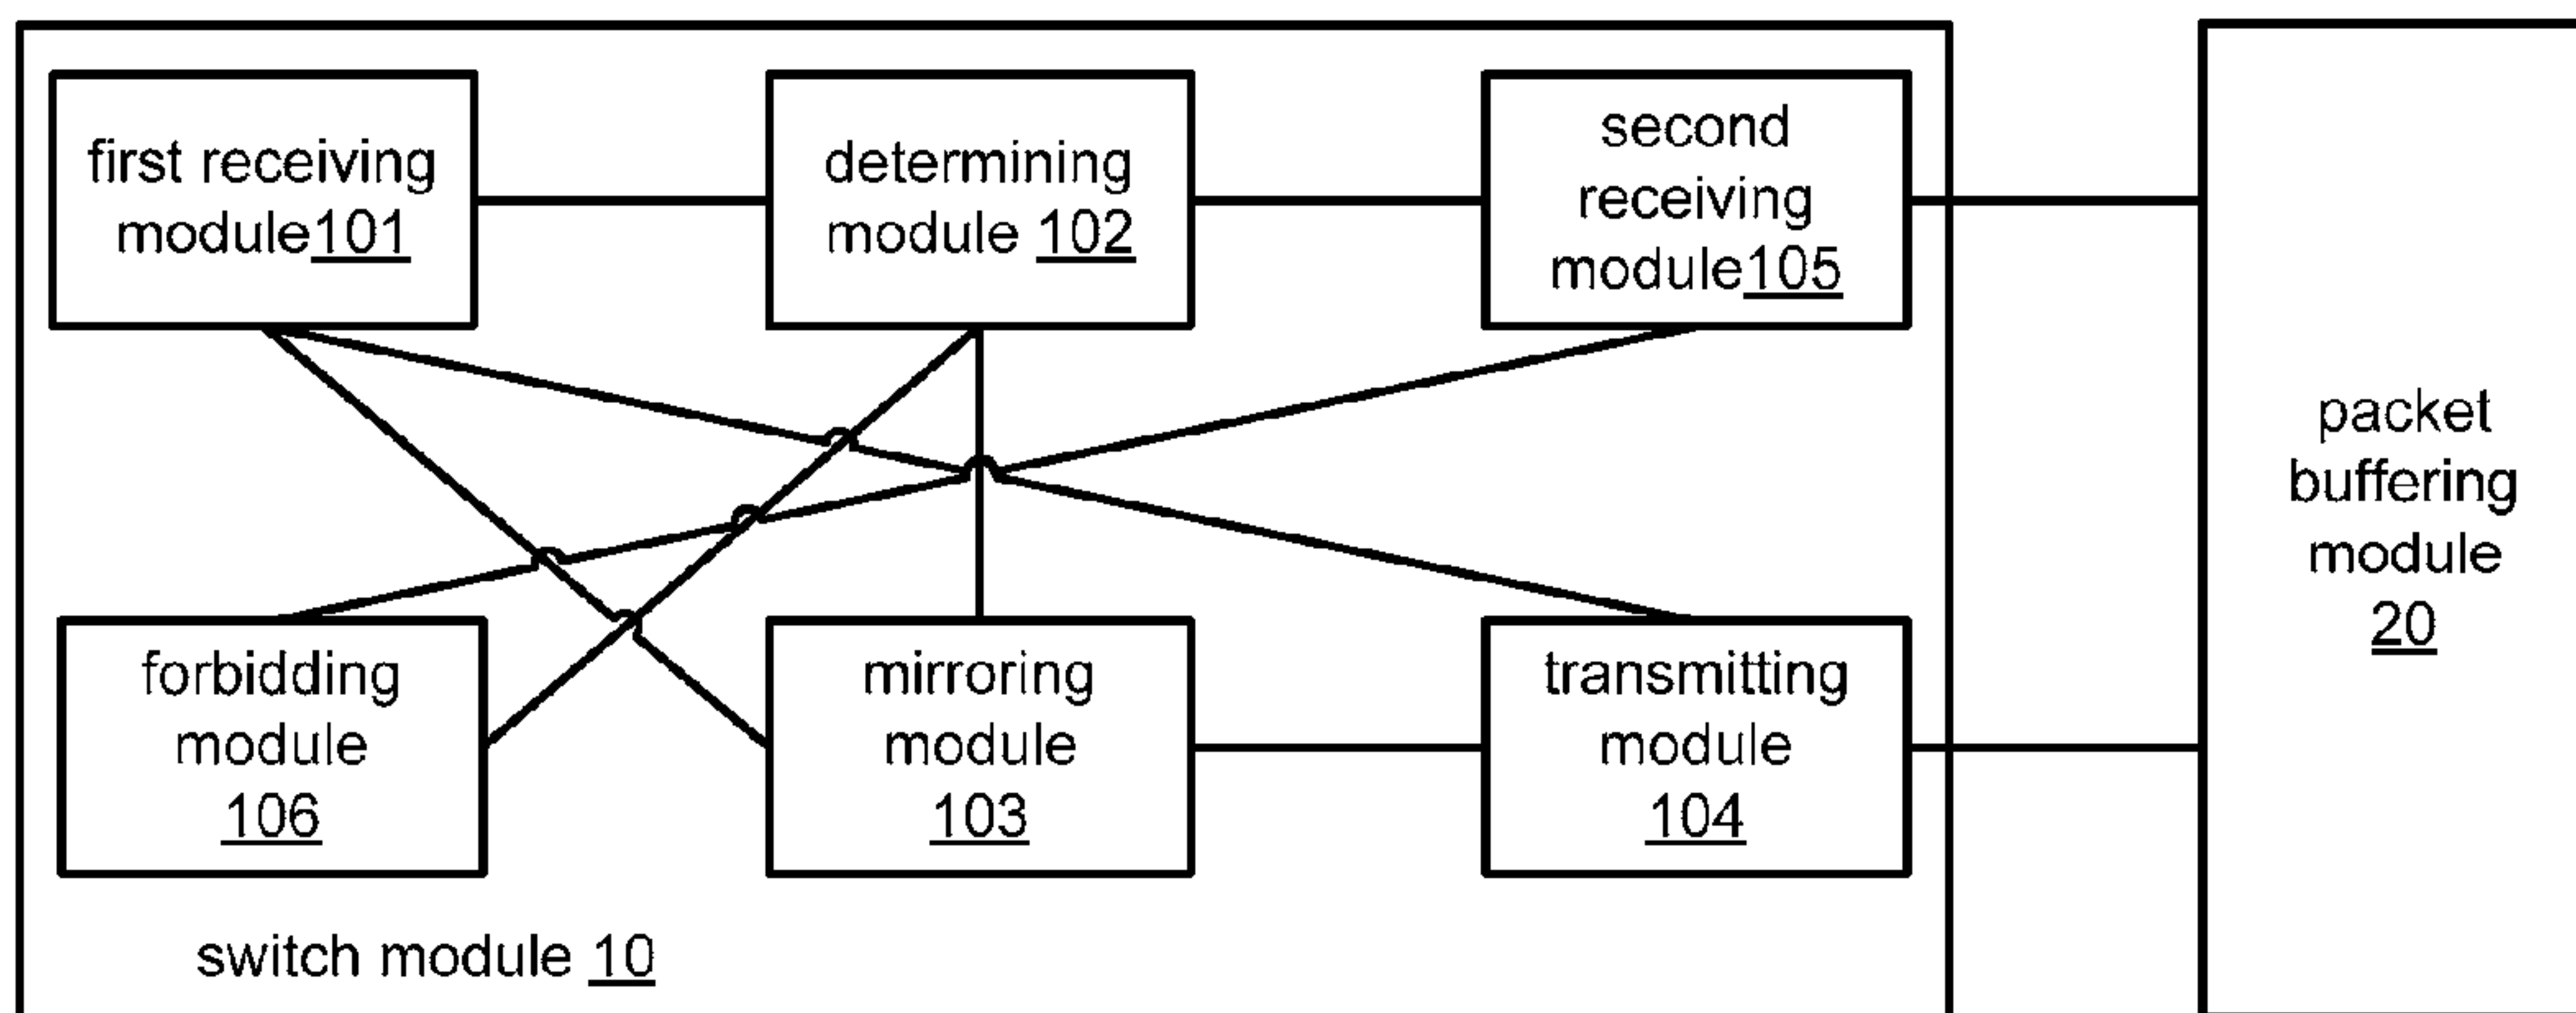 first receiving
module101
determining
module 102
second
receiving
module105
packet
buffering
module
20
forbidding
module
106
mirroring
module
103
transmitting
module
104
switch module 10